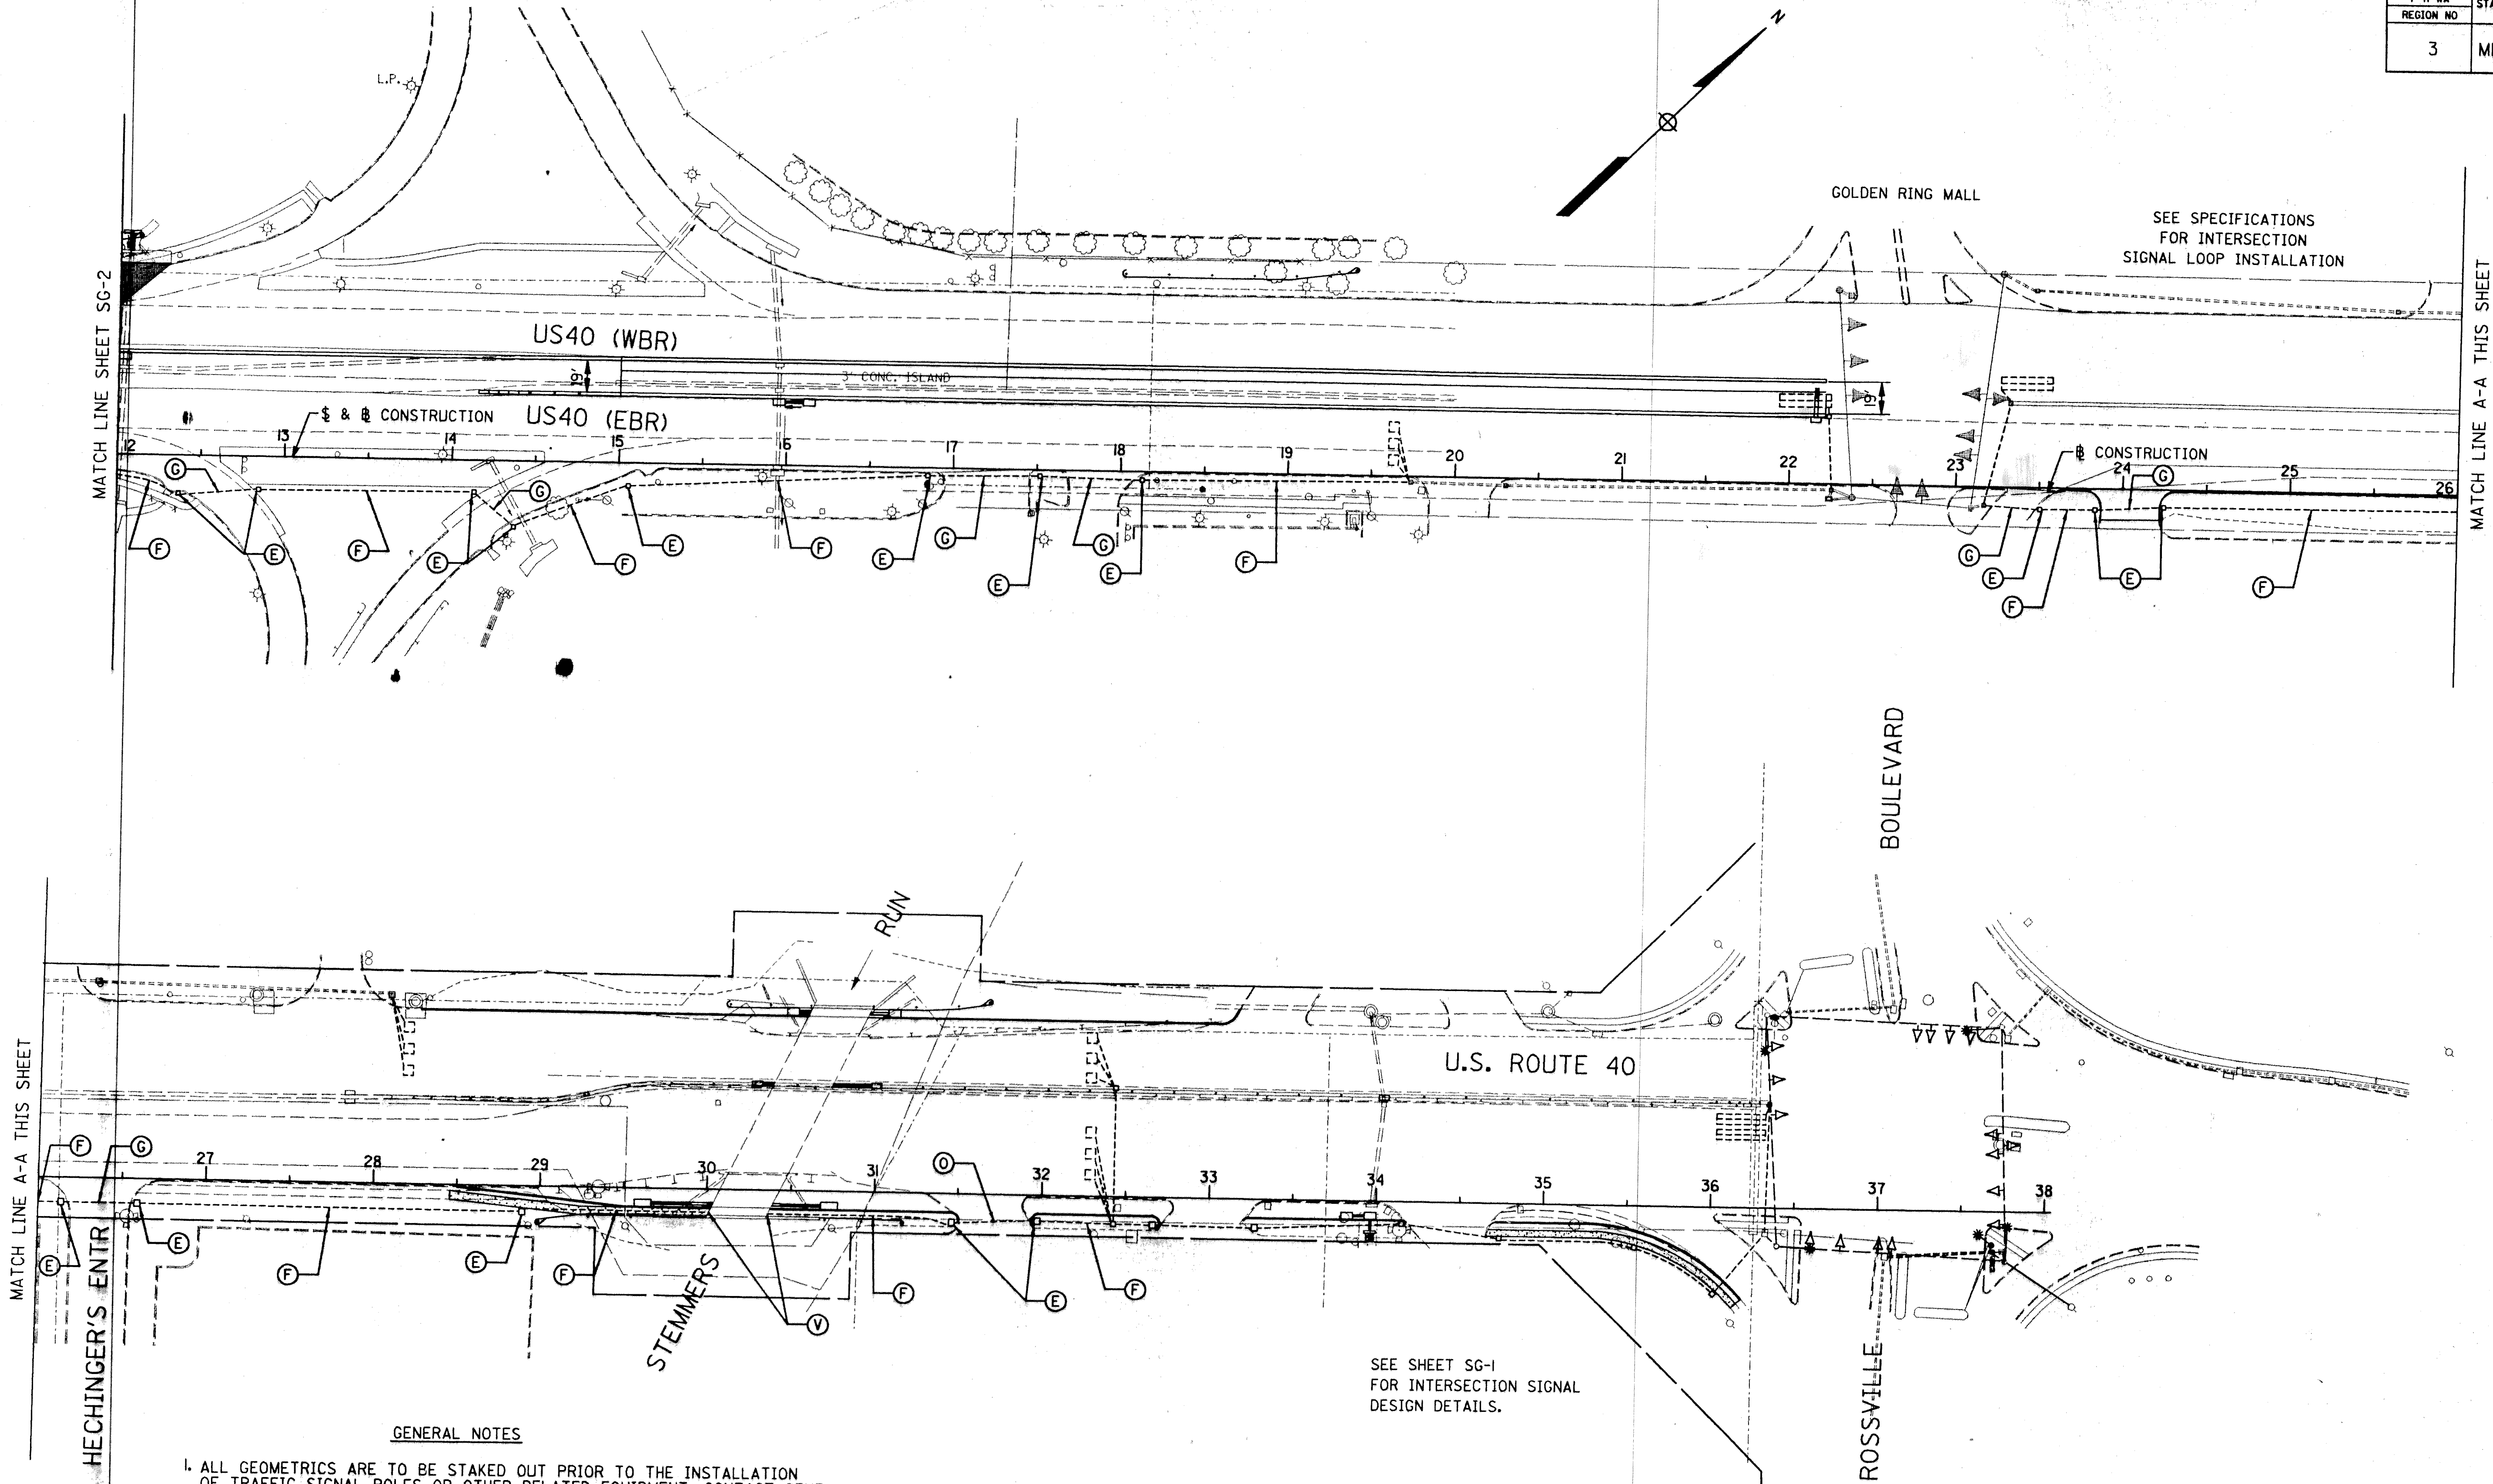 REGION NO
3
N
L.P.
GOLDEN RING MALL
SEE SPECIFICATIONS
FOR INTERSECTION
SIGNAL LOOP INSTALLATION
MATCH LINE SHEET SG-2
MATCH LINE A-A THIS SHEET
US40 (WBR)
19'
3' CONC. ISLAND
19'
& CONSTRUCTION
US40 (EBR)
CONSTRUCTION
12 13 14 15 16 17 18 19 20 21 22 23 24 25 26
G G G G G
F E F E F E F E E E F G E F E F
BOULEVARD
RUN
U.S. ROUTE 40
MATCH LINE A-A THIS SHEET
F G O
27 28 29 30 31 32 33 34 35 36 37 38
E E F E F F E F
V
HECHINGER'S ENTR.
STEMMERS
ROSSVILLE
SEE SHEET SG-1
FOR INTERSECTION SIGNAL
DESIGN DETAILS.
GENERAL NOTES
1. ALL GEOMETRICS ARE TO BE STAKED OUT PRIOR TO THE INSTALLATION